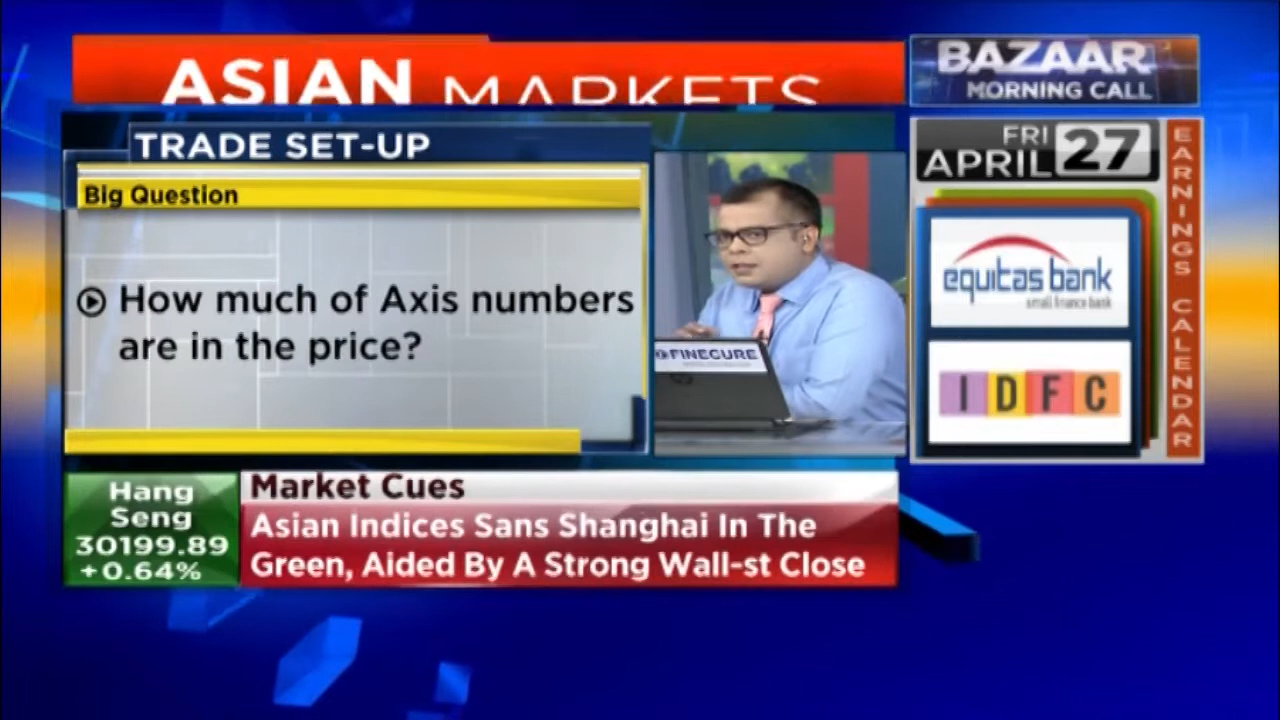 ASIAN MARKETS
BAZAAR
MORNING CALL
TRADE SET-UP
Big Question
How much of Axis numbers
are in the price?
FINECURE
FRI
APRIL 27
EARNINGS CALENDAR
equitas bank
small finance bank
IDFC
Hang
Seng
30199.89
+0.64%
Market Cues
Asian Indices Sans Shanghai In The
Green, Aided By A Strong Wall-st Close